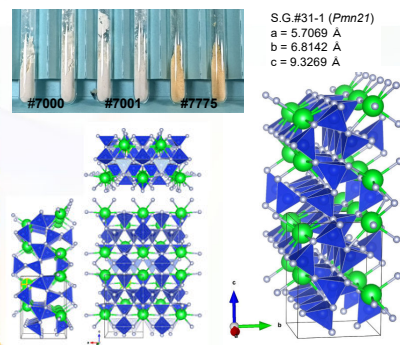 #7000 #7001 #7775
S.G.#31-1 (Pmn21)
a = 5.7069 Å
b = 6.8142 Å
c = 9.3269 Å
c
b